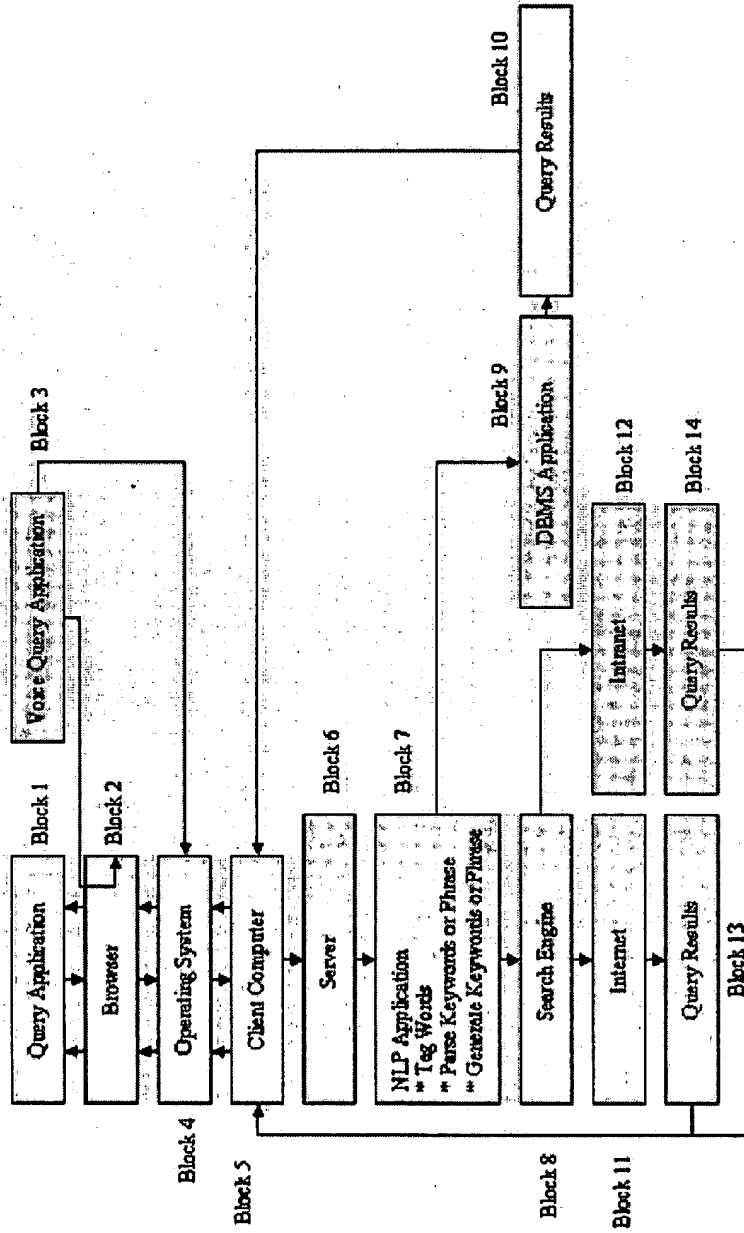 Query Application
Block 1
Voice Query Application
Block 3
Browser
Block 2
Operating System
Block 4
Client Computer
Block 5
Server
Block 6
NLP Application
* Tag Words
* Parse Keywords or Phrase
* Generate Keywords or Phrase
Block 7
Search Engine
Block 8
DBMS Application
Block 9
Query Results
Block 10
Internet
Block 11
Intranet
Block 12
Query Results
Block 13
Query Results
Block 14